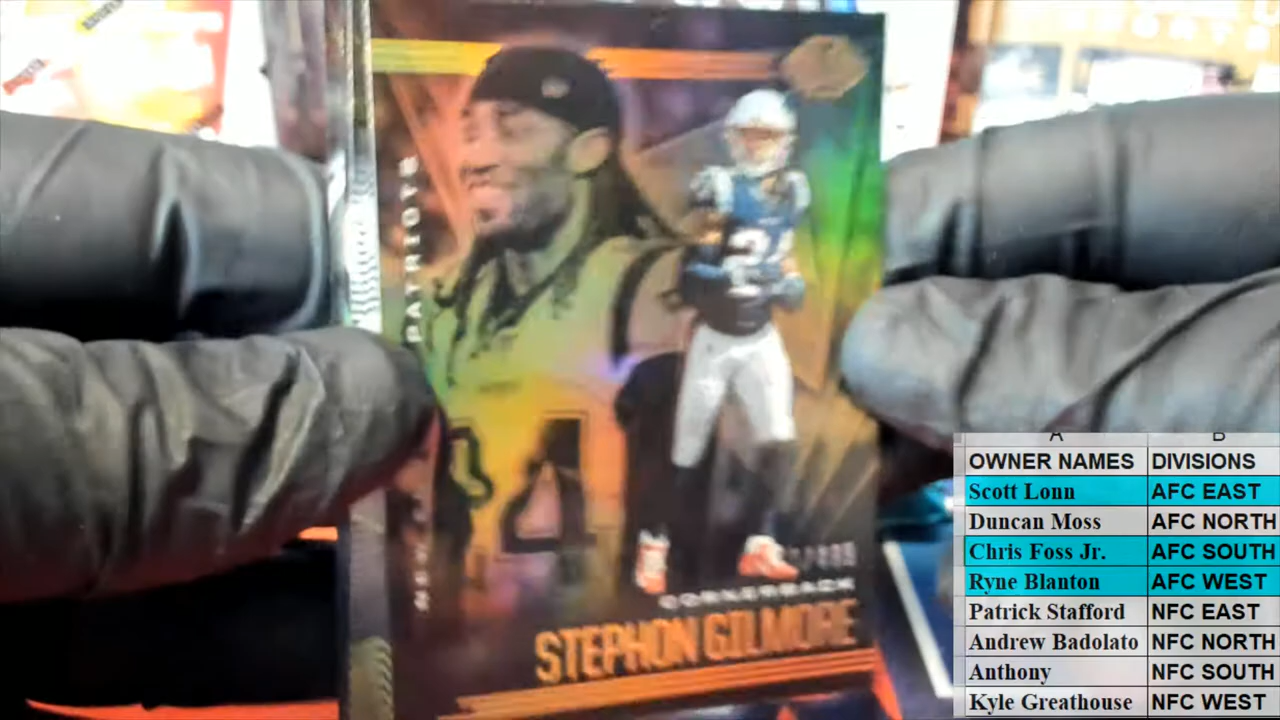 PATRIOTS
CORNERBACK
STEPHON GILMORE
A B
OWNER NAMES DIVISIONS
Scott Lonn AFC EAST
Duncan Moss AFC NORTH
Chris Foss Jr. AFC SOUTH
Ryne Blanton AFC WEST
Patrick Stafford NFC EAST
Andrew Badolato NFC NORTH
Anthony NFC SOUTH
Kyle Greathouse NFC WEST